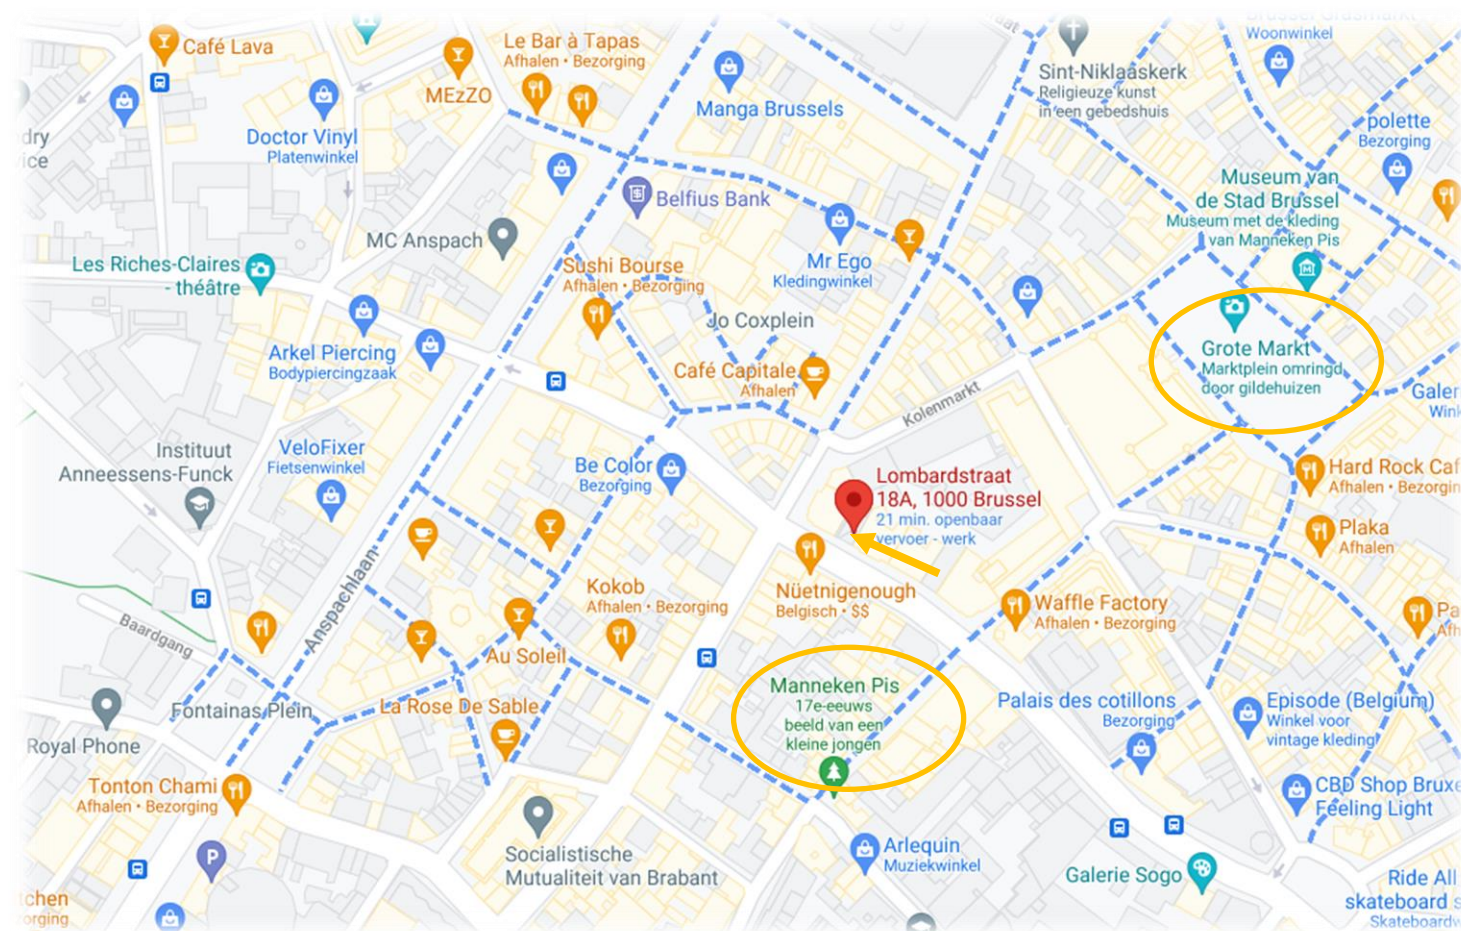 Café Lava
Le Bar à Tapas
Afhalen • Bezorging
MEzZO
Doctor Vinyl
Platenwinkel
Manga Brussels
Sint-Niklaaskerk
Religieuze kunst
in een gebedshuis
Woonwinkel
polette
Bezorging
Museum van
de Stad Brussel
Museum met de kleding
van Manneken Pis
Belfius Bank
MC Anspach
Les Riches-Claires
- théâtre
Sushi Bourse
Afhalen • Bezorging
Mr Ego
Kledingwinkel
Jo Coxplein
Arkel Piercing
Bodypiercingzaak
Café Capitale
Afhalen
Kolenmarkt
Grote Markt
Marktplein omringd
door gildehuizen
Galer
Wink
Instituut
Anneessens-Funck
VeloFixer
Fietsenwinkel
Be Color
Bezorging
Lombardstraat
18A, 1000 Brussel
21 min. openbaar
vervoer - werk
Hard Rock Caf
Afhalen • Bezorgin
Plaka
Afhalen
Anspachlaan
Baardgang
Kokob
Afhalen • Bezorging
Nüetnigenough
Belgisch • $$
Waffle Factory
Afhalen • Bezorging
Pa
Afh
Au Soleil
Manneken Pis
17e-eeuws
beeld van een
kleine jongen
Palais des cotillons
Bezorging
Episode (Belgium)
Winkel voor
vintage kleding
Fontainas Plein
La Rose De Sable
Royal Phone
Tonton Chami
Afhalen • Bezorging
CBD Shop Bruxe
Feeling Light
P
Socialistische
Mutualiteit van Brabant
Arlequin
Muziekwinkel
Galerie Sogo
Ride All
skateboard s
Skateboardw
tchen
orging